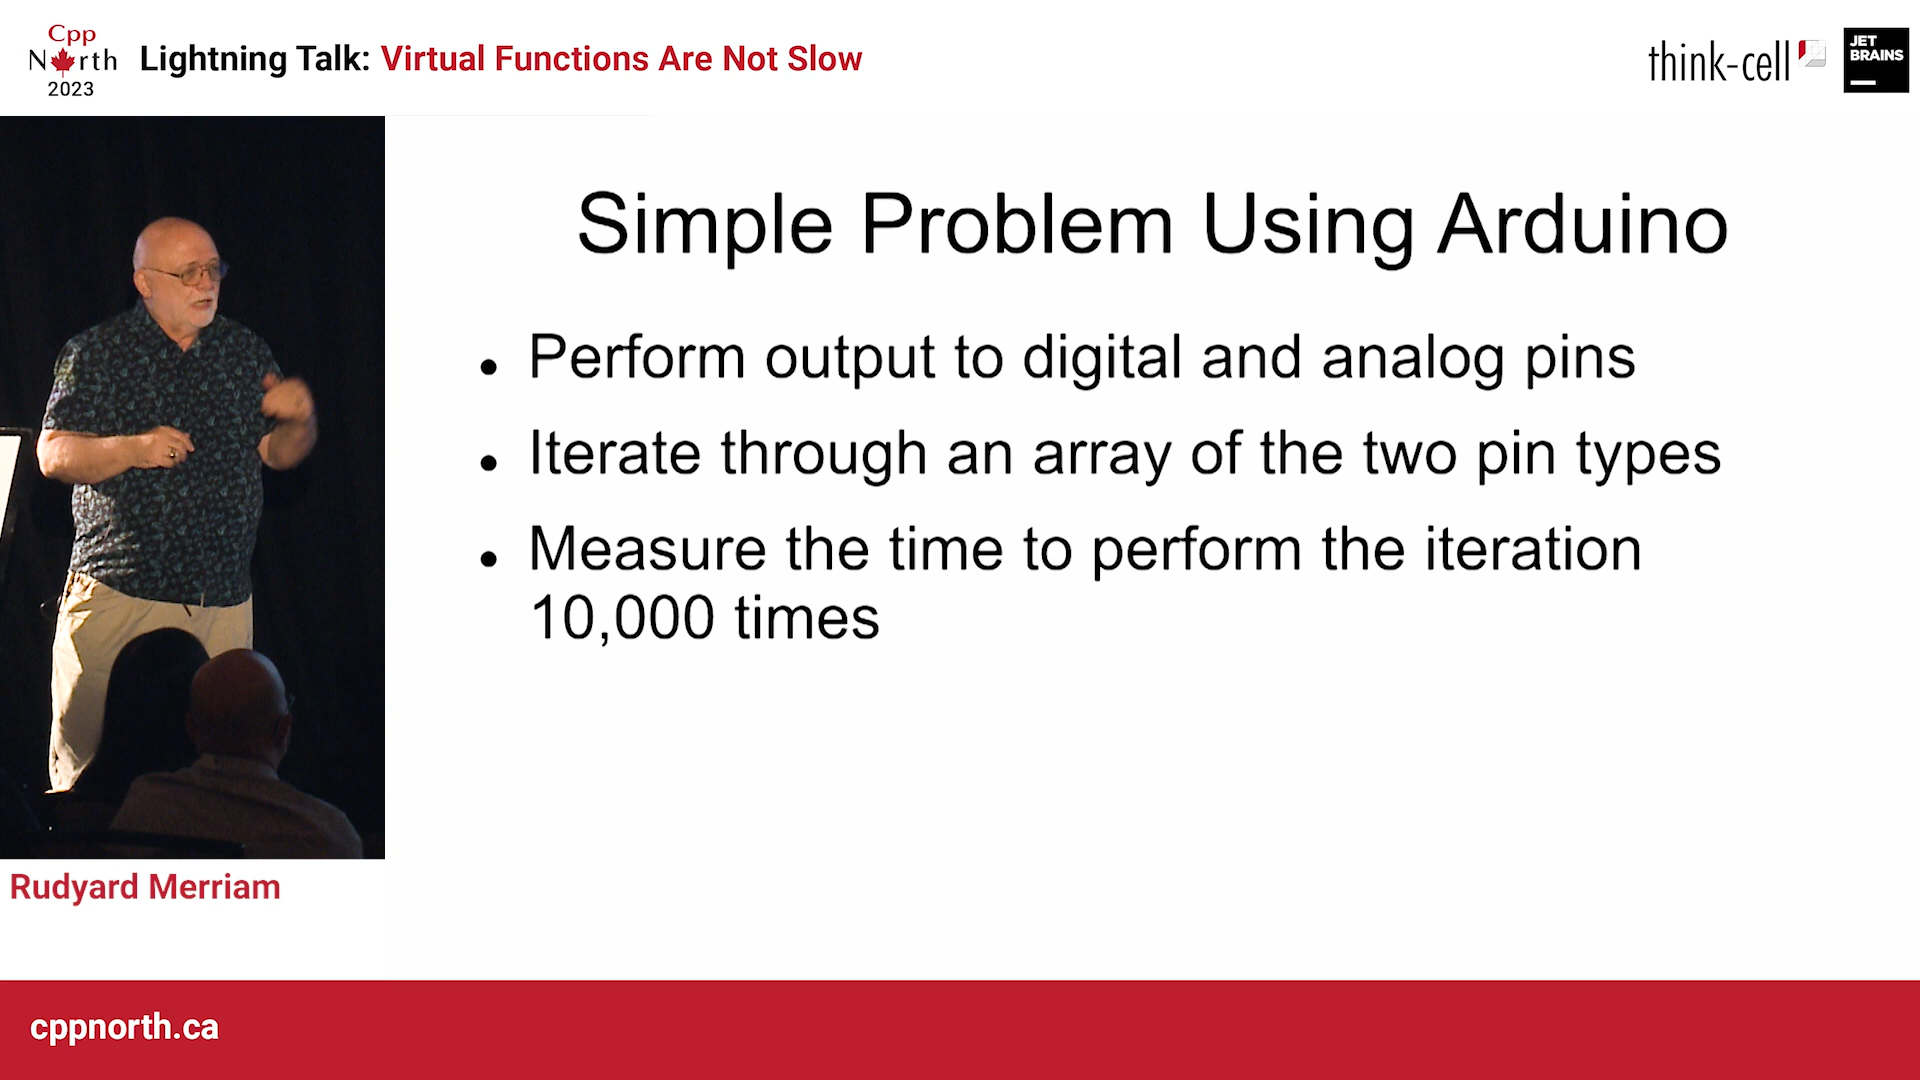 Cpp
North
2023
Lightning Talk: Virtual Functions Are Not Slow
think-cell
JET
BRAINS
Simple Problem Using Arduino
• Perform output to digital and analog pins
• Iterate through an array of the two pin types
• Measure the time to perform the iteration
10,000 times
Rudyard Merriam
cppnorth.ca